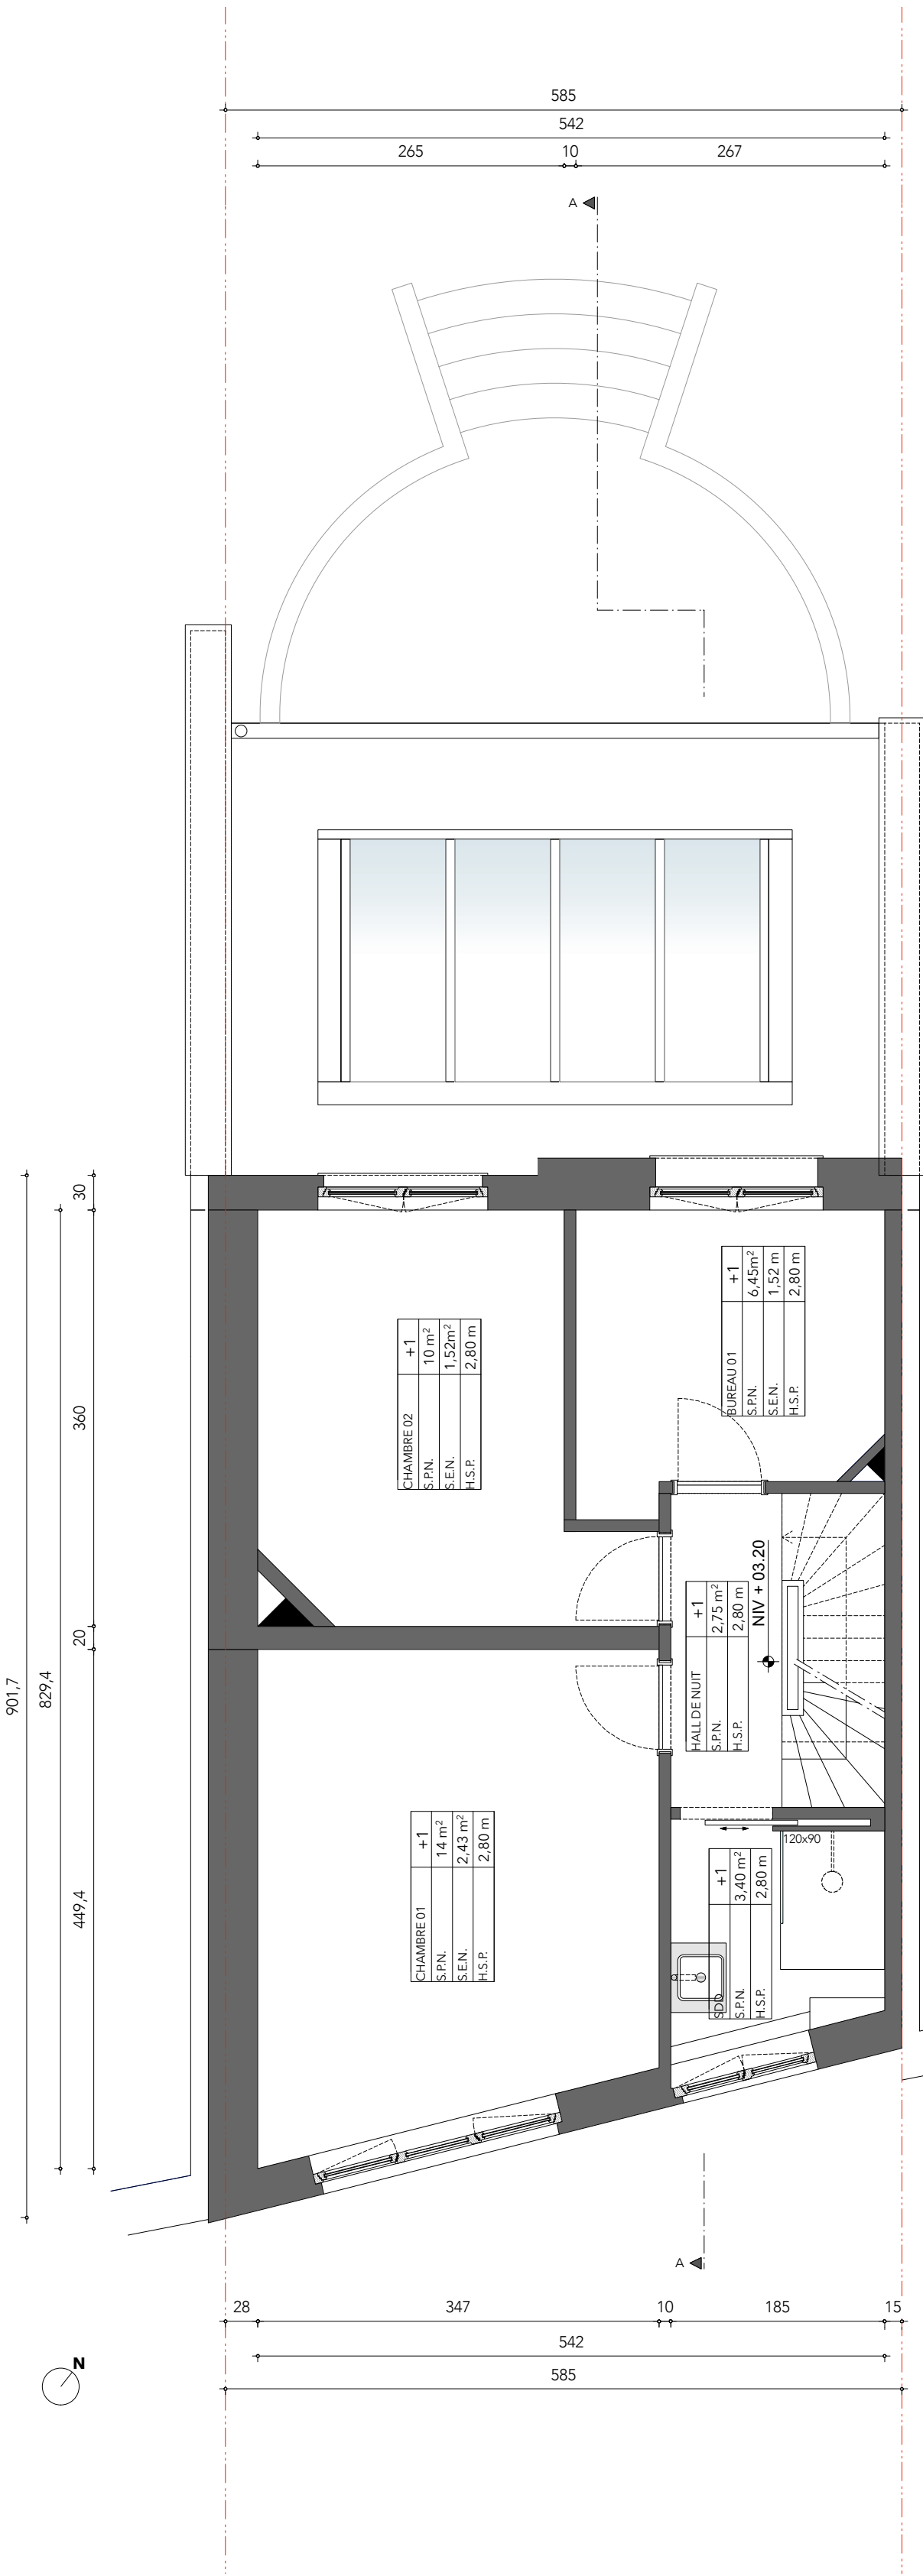 585
542
265 10 267
A
30
360
20
449,4
829,4
901,7
CHAMBRE 02 +1
S.P.N. 10 m²
S.E.N. 1,52m²
H.S.P. 2,80 m
BUREAU 01 +1
S.P.N. 6,45m²
S.E.N. 1,52 m
H.S.P. 2,80 m
HALL DE NUIT +1
S.P.N. 2,75 m²
H.S.P. 2,80 m
NIV + 03.20
CHAMBRE 01 +1
S.P.N. 14 m²
S.E.N. 2,43 m²
H.S.P. 2,80 m
120x90
SDD +1
S.P.N. 3,40 m²
H.S.P. 2,80 m
A
28 347 10 185 15
542
585
N